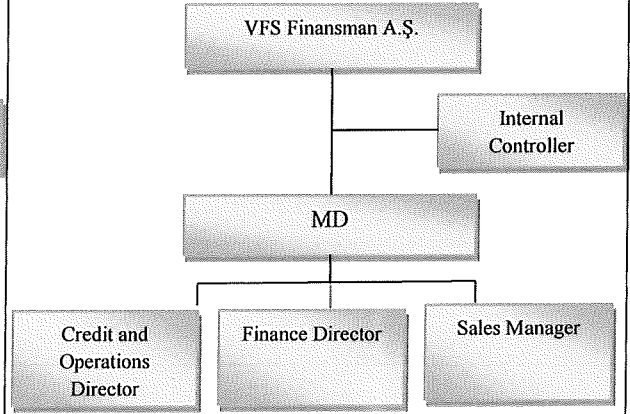 VFS Finansman A.Ş.
Internal
Controller
MD
Credit and
Operations
Director
Finance Director
Sales Manager